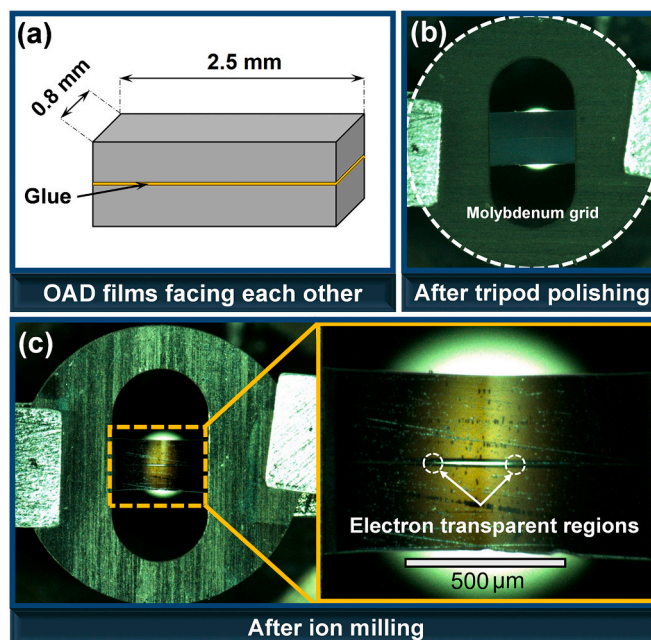 (a)
2.5 mm
0.8 mm
Glue
OAD films facing each other
(b)
Molybdenum grid
After tripod polishing
(c)
Electron transparent regions
500 µm
After ion milling